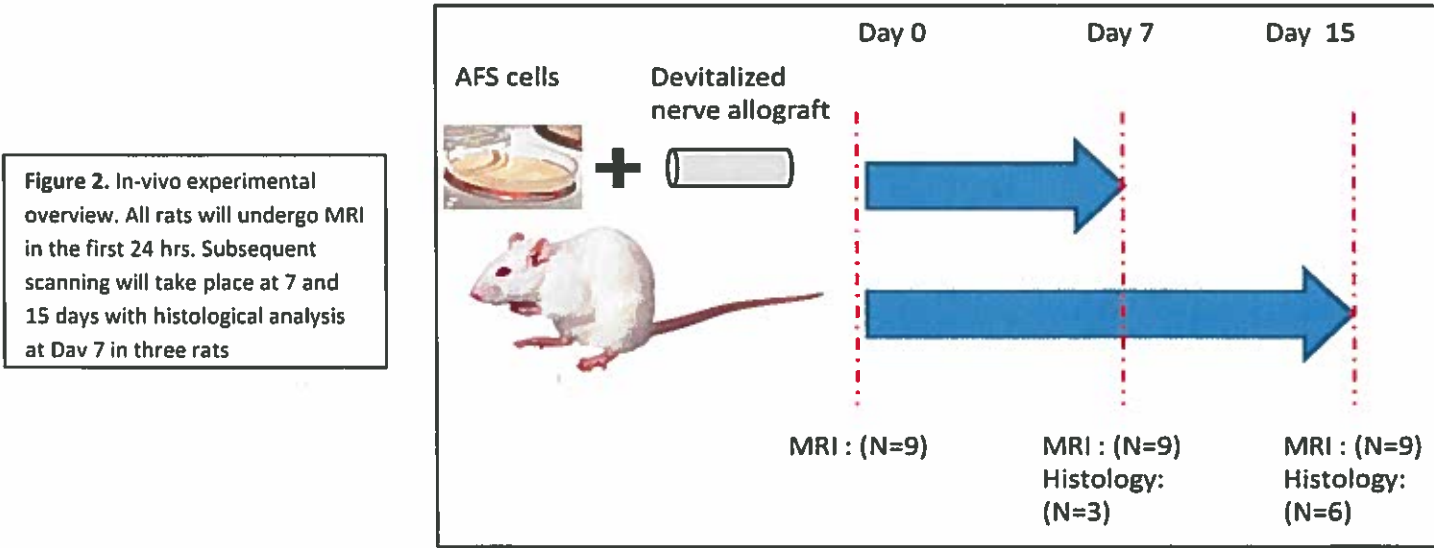 Figure 2. In-vivo experimental
overview. All rats will undergo MRI
in the first 24 hrs. Subsequent
scanning will take place at 7 and
15 days with histological analysis
at Day 7 in three rats
Day 0
Day 7
Day 15
AFS cells
Devitalized
nerve allograft
MRI : (N=9)
MRI : (N=9)
Histology:
(N=3)
MRI : (N=9)
Histology:
(N=6)